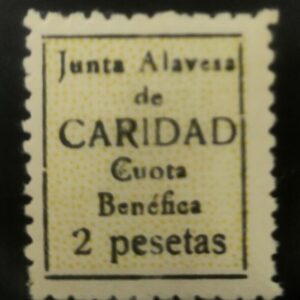 Junta Alavesa
de
CARIDAD
Cuota
Benéfica
2 pesetas